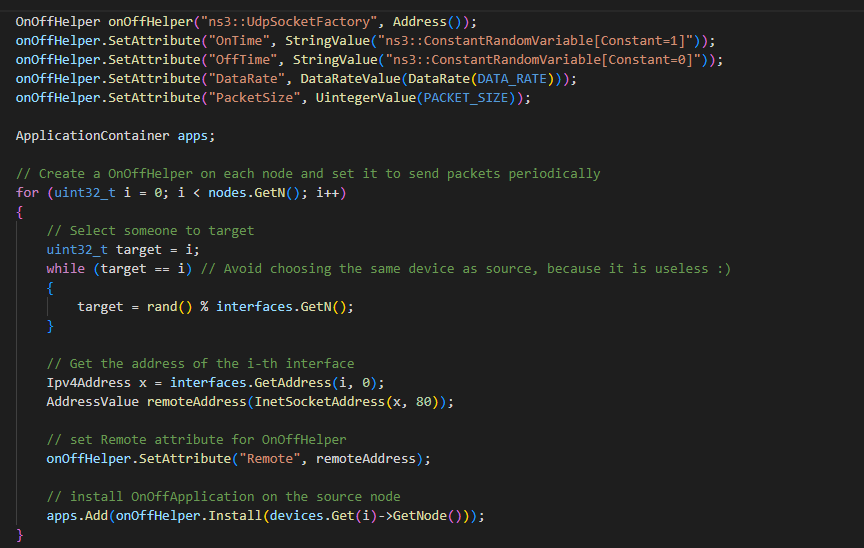 OnOffHelper onOffHelper("ns3::UdpSocketFactory", Address());
onOffHelper.SetAttribute("OnTime", StringValue("ns3::ConstantRandomVariable[Constant=1]"));
onOffHelper.SetAttribute("OffTime", StringValue("ns3::ConstantRandomVariable[Constant=0]"));
onOffHelper.SetAttribute("DataRate", DataRateValue(DataRate(DATA_RATE)));
onOffHelper.SetAttribute("PacketSize", UintegerValue(PACKET_SIZE));

ApplicationContainer apps;

// Create a OnOffHelper on each node and set it to send packets periodically
for (uint32_t i = 0; i < nodes.GetN(); i++)
{
    // Select someone to target
    uint32_t target = i;
    while (target == i) // Avoid choosing the same device as source, because it is useless :)
    {
        target = rand() % interfaces.GetN();
    }

    // Get the address of the i-th interface
    Ipv4Address x = interfaces.GetAddress(i, 0);
    AddressValue remoteAddress(InetSocketAddress(x, 80));

    // set Remote attribute for OnOffHelper
    onOffHelper.SetAttribute("Remote", remoteAddress);

    // install OnOffApplication on the source node
    apps.Add(onOffHelper.Install(devices.Get(i)->GetNode()));
}